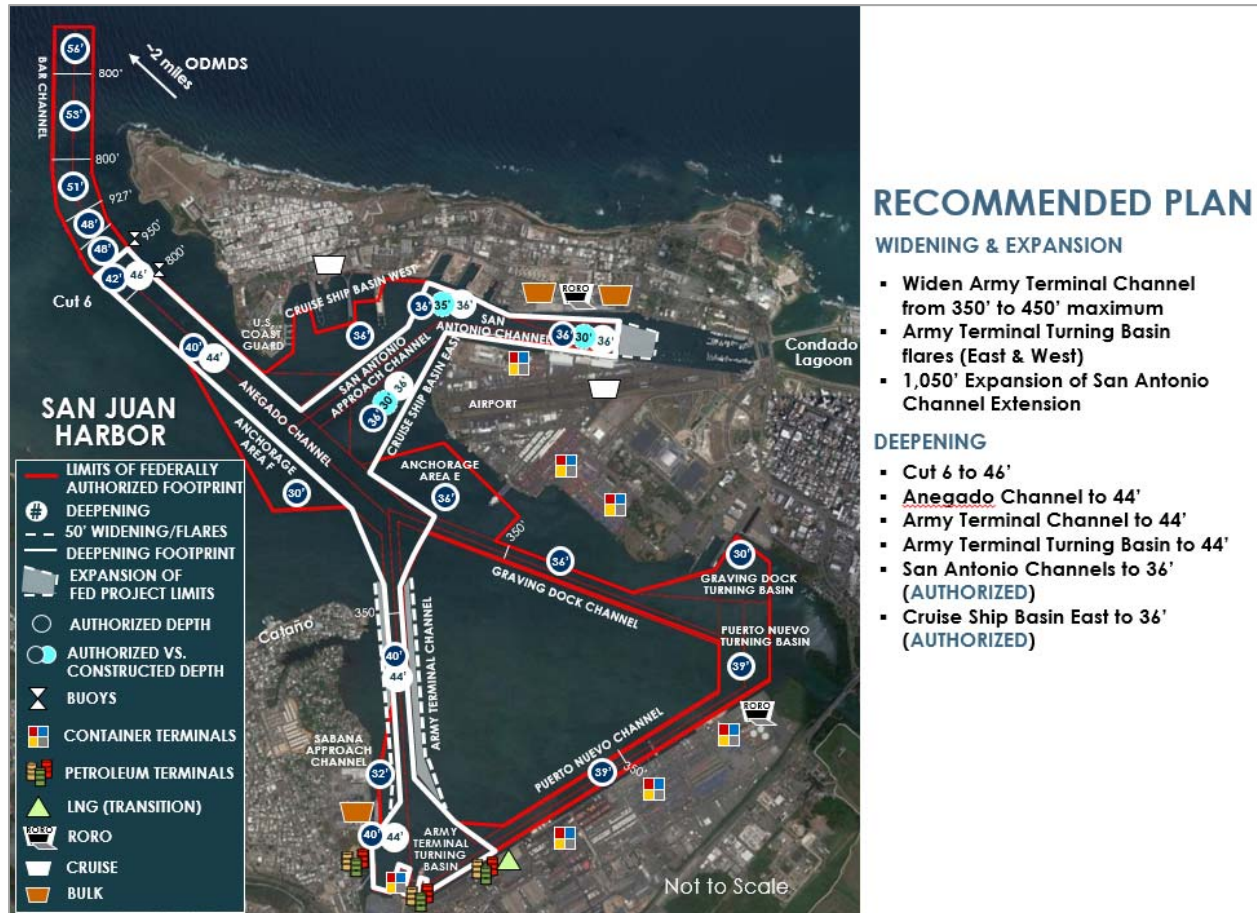 56'
BAR CHANNEL
800'
~2 miles
ODMDS
53'
800'
51'
927'
48'
950'
48'
800'
42'
46'
Cut 6
U.S.
COAST
GUARD
CRUISE SHIP BASIN WEST
36'
36'
35'
36'
SAN
ANTONIO CHANNEL
36'
30'
36'
RORO
Condado
Lagoon
40'
44'
SAN ANTONIO
APPROACH CHANNEL
36'
30'
36'
CRUISE SHIP BASIN EAST
AIRPORT
ANEGADO CHANNEL
ANCHORAGE
AREA F
30'
ANCHORAGE
AREA E
36'
350'
36'
GRAVING DOCK CHANNEL
30'
GRAVING DOCK
TURNING BASIN
PUERTO NUEVO
TURNING BASIN
39'
RORO
350'
Cataño
40'
44'
ARMY TERMINAL CHANNEL
SABANA
APPROACH
CHANNEL
32'
PUERTO NUEVO CHANNEL
39'
350'
40'
44'
ARMY
TERMINAL
TURNING
BASIN
Not to Scale
SAN JUAN
HARBOR
LIMITS OF FEDERALLY
AUTHORIZED FOOTPRINT
# DEEPENING
50' WIDENING/FLARES
DEEPENING FOOTPRINT
EXPANSION OF
FED PROJECT LIMITS
AUTHORIZED DEPTH
AUTHORIZED VS.
CONSTRUCTED DEPTH
BUOYS
CONTAINER TERMINALS
PETROLEUM TERMINALS
LNG (TRANSITION)
RORO RORO
CRUISE
BULK
RECOMMENDED PLAN
WIDENING & EXPANSION
▪ Widen Army Terminal Channel
from 350' to 450' maximum
▪ Army Terminal Turning Basin
flares (East & West)
▪ 1,050' Expansion of San Antonio
Channel Extension
DEEPENING
▪ Cut 6 to 46'
▪ Anegado Channel to 44'
▪ Army Terminal Channel to 44'
▪ Army Terminal Turning Basin to 44'
▪ San Antonio Channels to 36'
(AUTHORIZED)
▪ Cruise Ship Basin East to 36'
(AUTHORIZED)